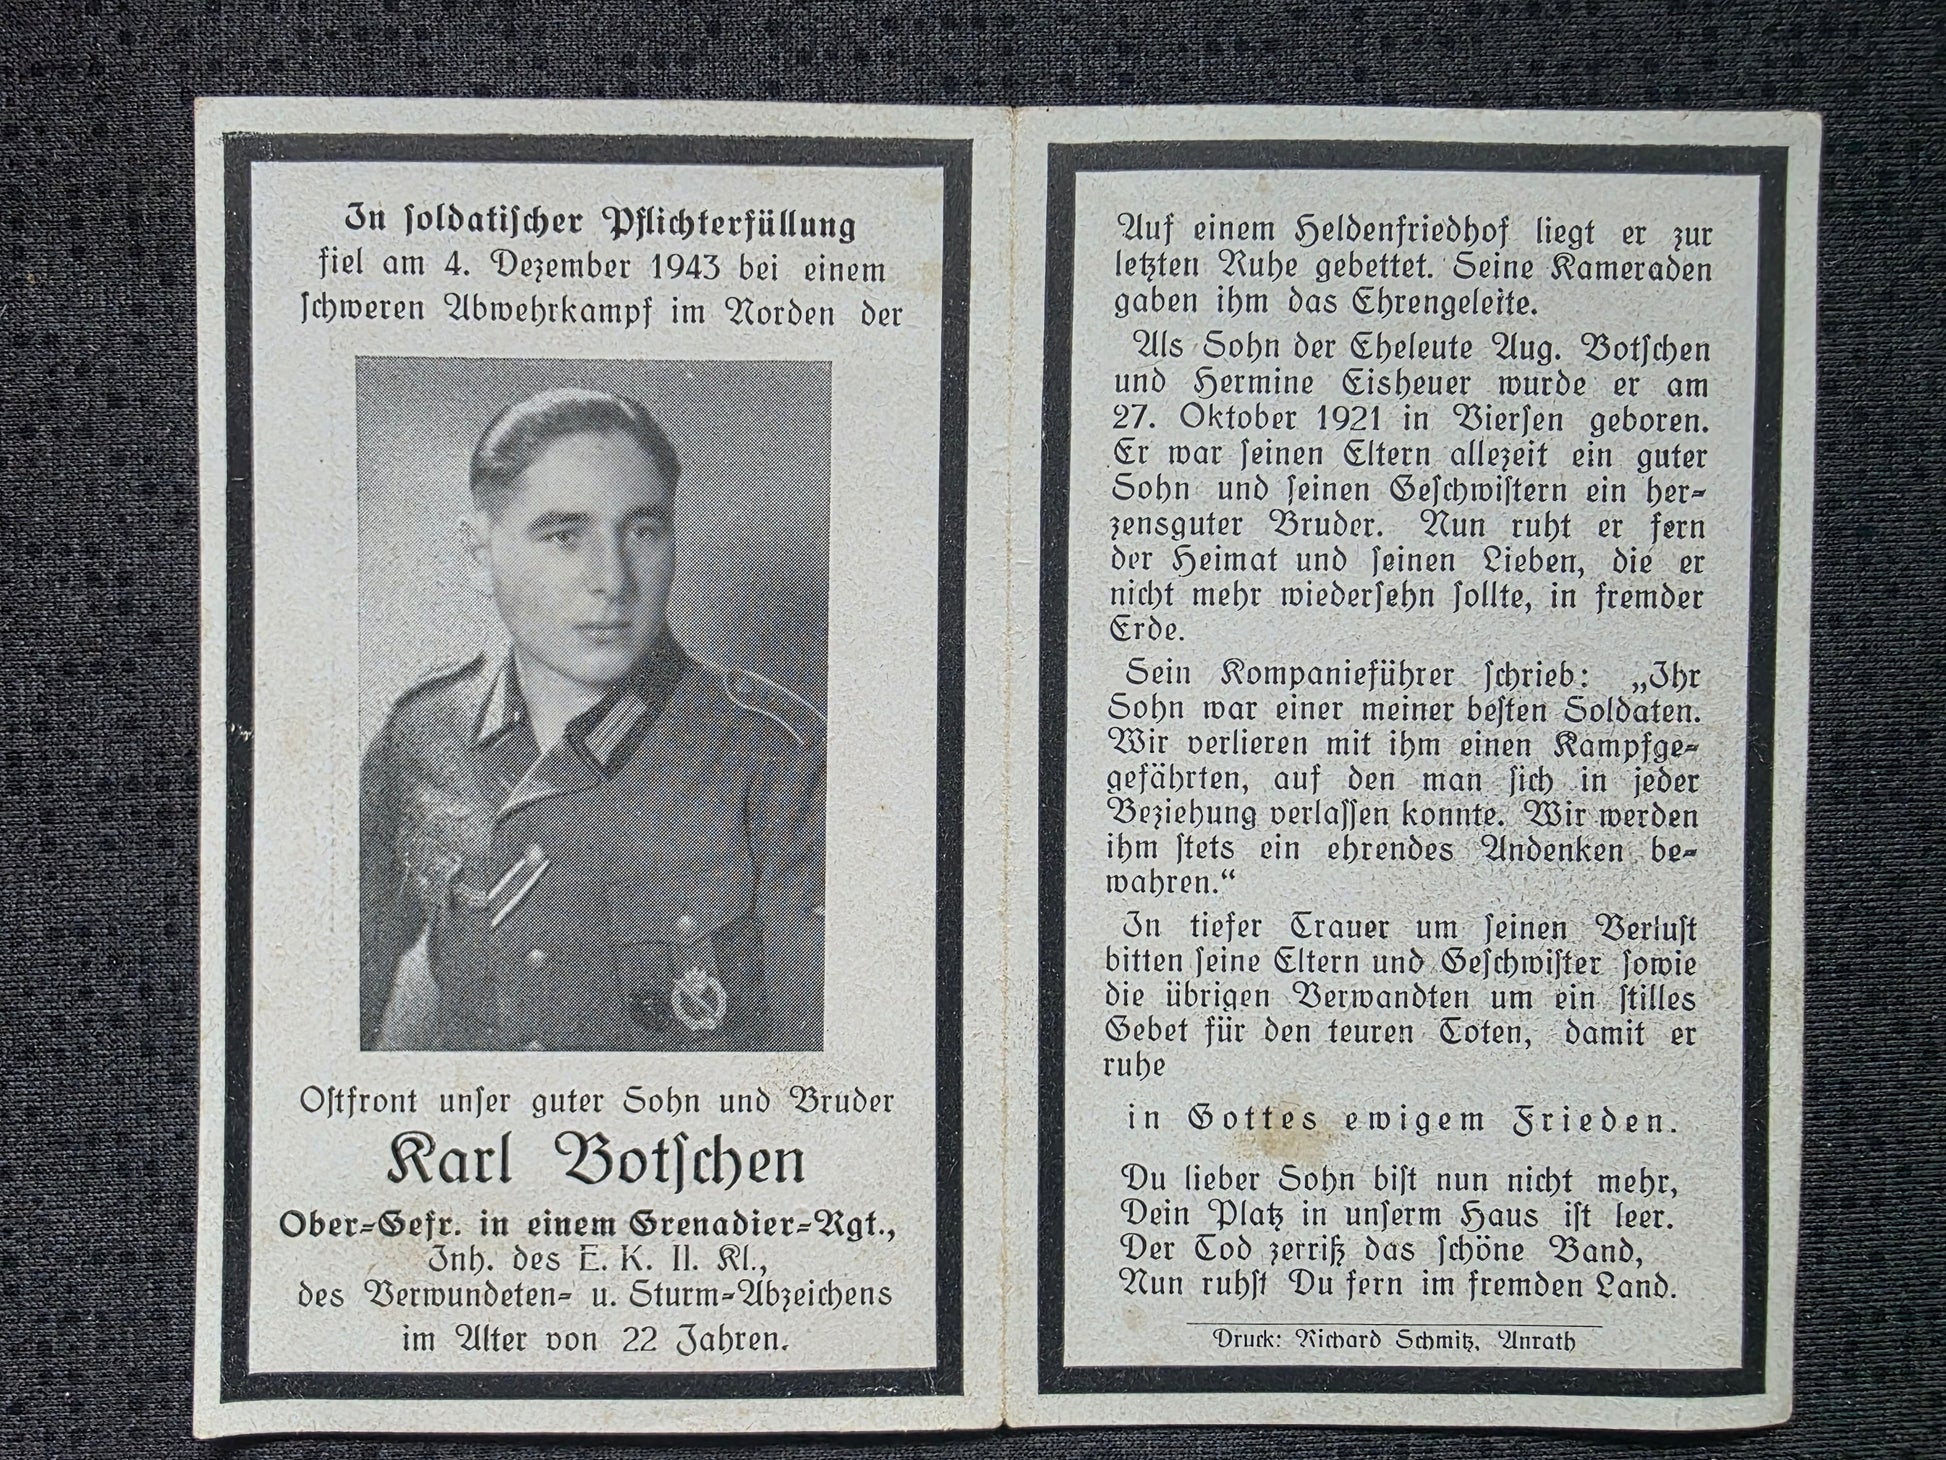 In soldatischer Pflichterfüllung
fiel am 4. Dezember 1943 bei einem
schweren Abwehrkampf im Norden der
Ostfront unser guter Sohn und Bruder
Karl Botschen
Ober-Gefr. in einem Grenadier-Rgt.,
Inh. des E. K. II. Kl.,
des Verwundeten- u. Sturm-Abzeichens
im Alter von 22 Jahren.
Auf einem Heldenfriedhof liegt er zur
letzten Ruhe gebettet. Seine Kameraden
gaben ihm das Ehrengeleite.
Als Sohn der Eheleute Aug. Botschen
und Hermine Eisheuer wurde er am
27. Oktober 1921 in Viersen geboren.
Er war seinen Eltern allezeit ein guter
Sohn und seinen Geschwistern ein her-
zensguter Bruder. Nun ruht er fern
der Heimat und seinen Lieben, die er
nicht mehr wiedersehn sollte, in fremder
Erde.
Sein Kompanieführer schrieb: „Ihr
Sohn war einer meiner besten Soldaten.
Wir verlieren mit ihm einen Kampfge-
gefährten, auf den man sich in jeder
Beziehung verlassen konnte. Wir werden
ihm stets ein ehrendes Andenken be-
wahren.“
In tiefer Trauer um seinen Verlust
bitten seine Eltern und Geschwister sowie
die übrigen Verwandten um ein stilles
Gebet für den teuren Toten, damit er
ruhe
in Gottes ewigem Frieden.
Du lieber Sohn bist nun nicht mehr,
Dein Platz in unserm Haus ist leer.
Der Tod zerriß das schöne Band,
Nun ruhst Du fern im fremden Land.
Druck: Richard Schmitz, Anrath